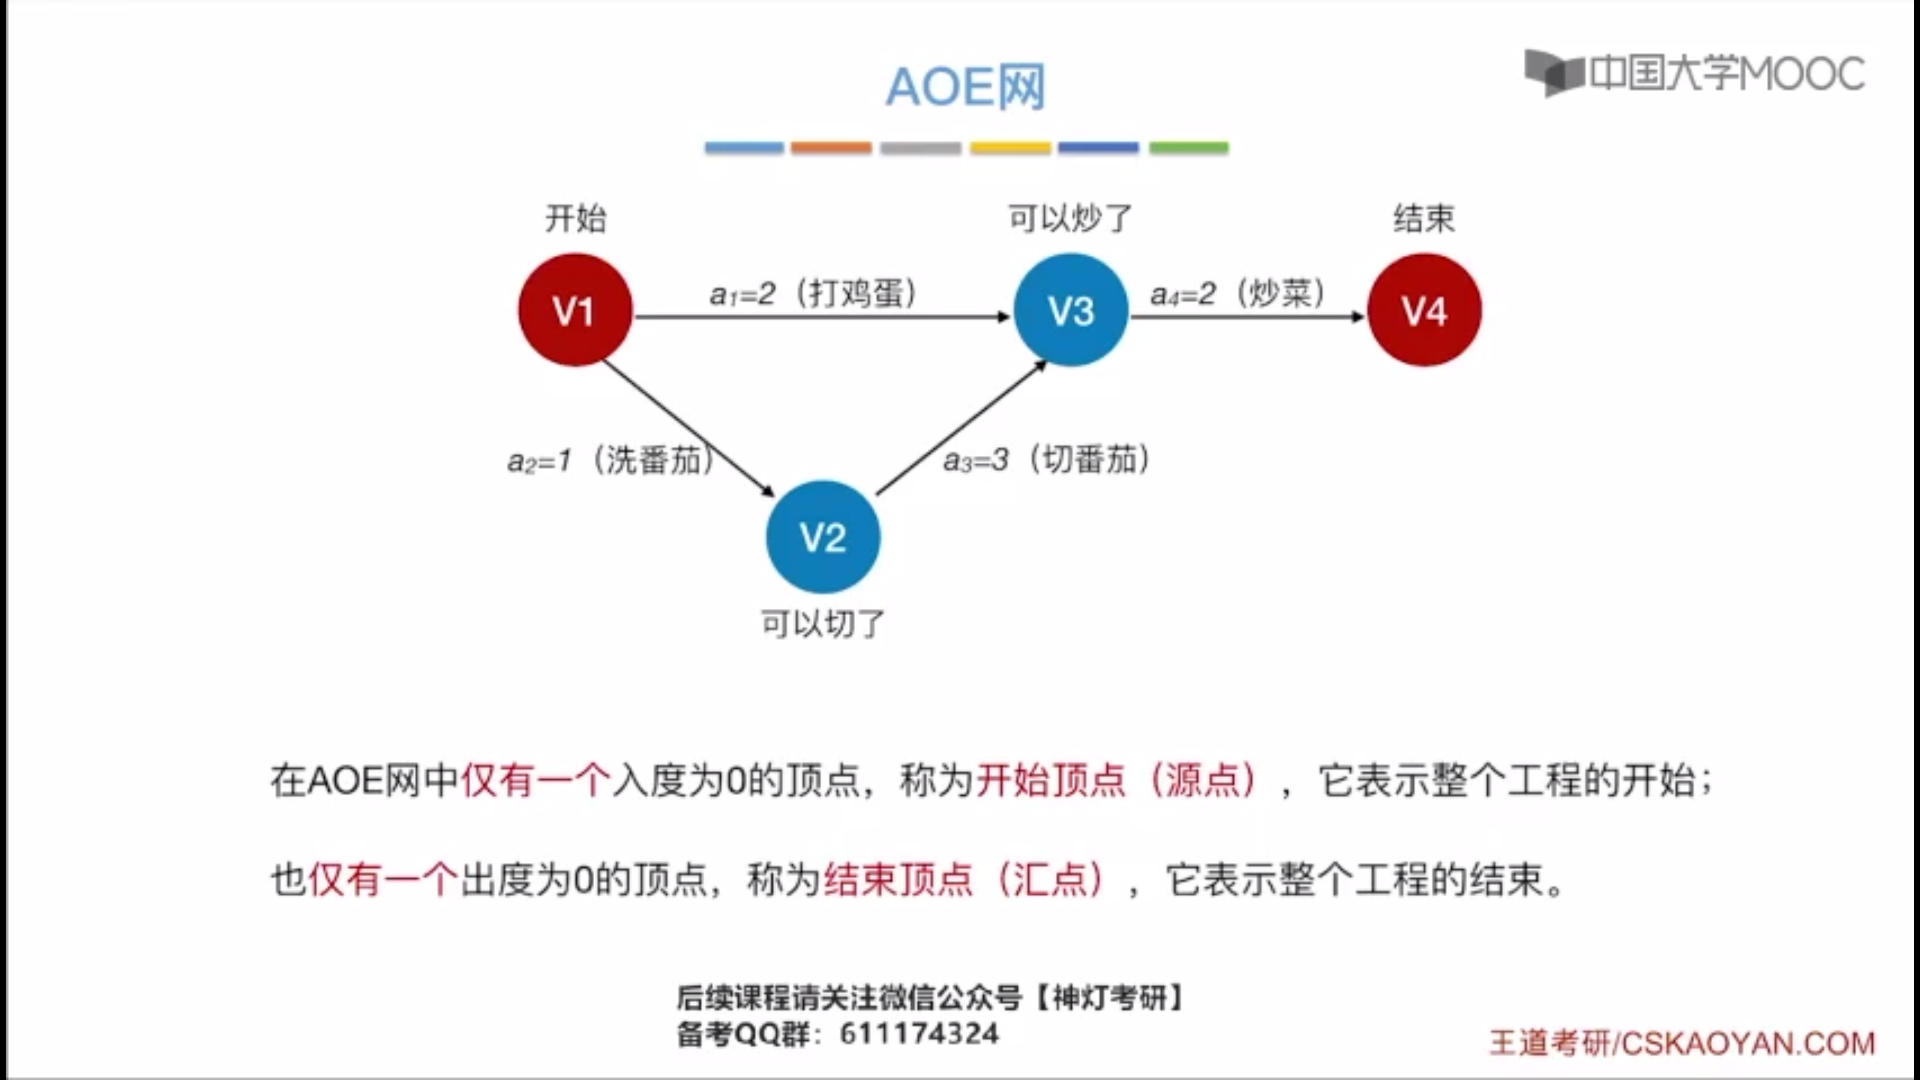 中国大学MOOC
AOE网
开始
可以炒了
结束
V1
a₁=2（打鸡蛋）
V3
a₄=2（炒菜）
V4
a₂=1（洗番茄）
a₃=3（切番茄）
V2
可以切了
在AOE网中仅有一个入度为0的顶点，称为开始顶点（源点），它表示整个工程的开始；
也仅有一个出度为0的顶点，称为结束顶点（汇点），它表示整个工程的结束。
后续课程请关注微信公众号【神灯考研】
备考QQ群：611174324
王道考研/CSKAOYAN.COM